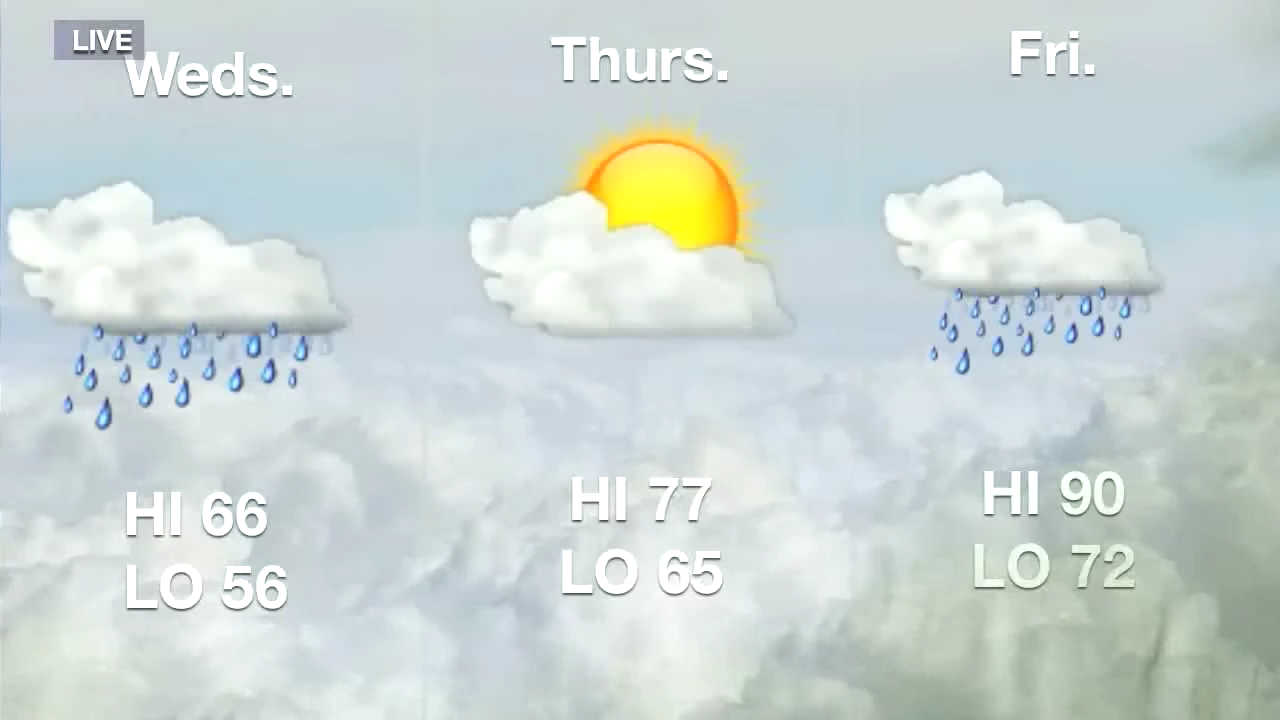 LIVE
Weds.
Thurs.
Fri.
HI 66
LO 56
HI 77
LO 65
HI 90
LO 72